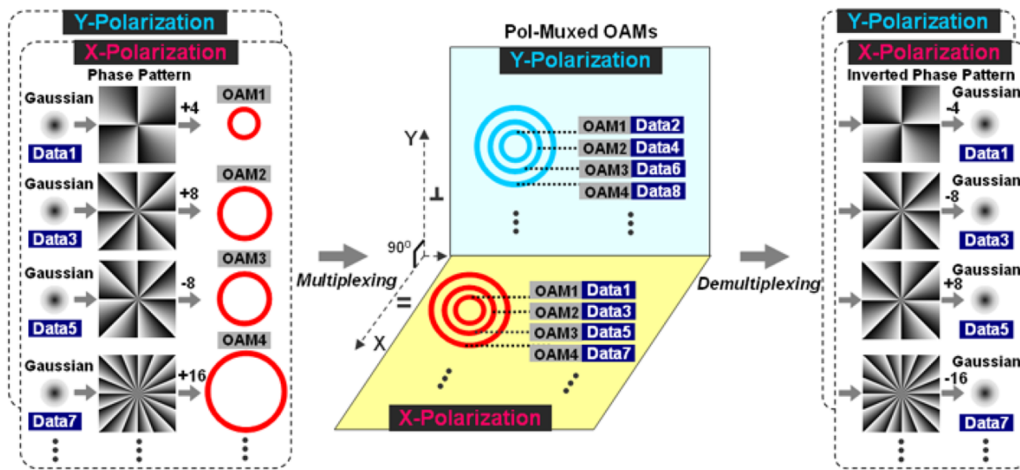 Y-Polarization
X-Polarization
Phase Pattern
Gaussian
+4
OAM1
Data1
Gaussian
+8
OAM2
Data3
Gaussian
-8
OAM3
Data5
Gaussian
+16
OAM4
Data7
Multiplexing
Pol-Muxed OAMs
Y-Polarization
OAM1 Data2
OAM2 Data4
OAM3 Data6
OAM4 Data8
Y
⊥
90⁰
=
X
OAM1 Data1
OAM2 Data3
OAM3 Data5
OAM4 Data7
X-Polarization
Demultiplexing
Y-Polarization
X-Polarization
Inverted Phase Pattern
Gaussian
-4
Data1
Gaussian
-8
Data3
Gaussian
+8
Data5
Gaussian
-16
Data7